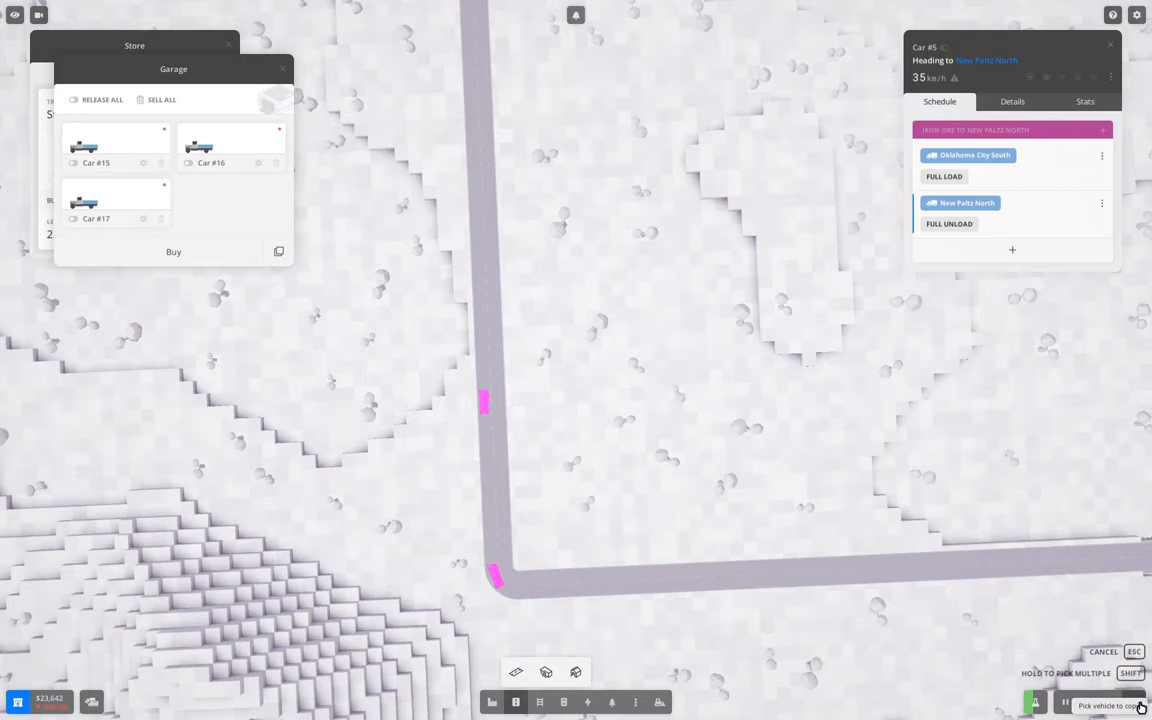 Store
Garage
RELEASE ALL
SELL ALL
Car #15
Car #16
Car #17
Buy
Car #5
Heading to New Paltz North
35 km/h
Schedule
Details
Stats
IRON ORE TO NEW PALTZ NORTH
Oklahoma City South
FULL LOAD
New Paltz North
FULL UNLOAD
CANCEL ESC
HOLD TO PICK MULTIPLE SHIFT
$23,642
Pick vehicle to